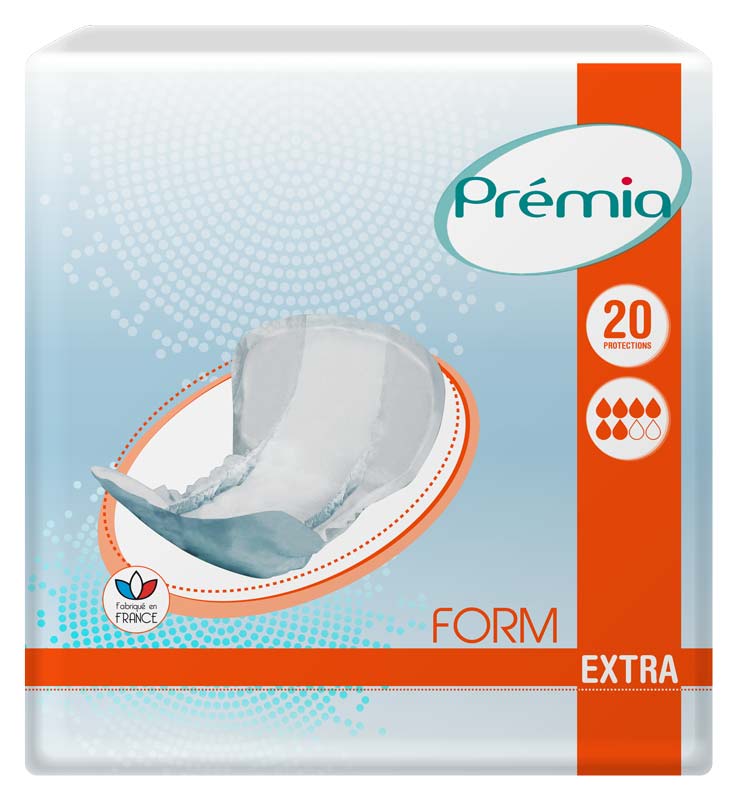 Prémia
20
PROTECTIONS
Fabriqué en
FRANCE
FORM
EXTRA